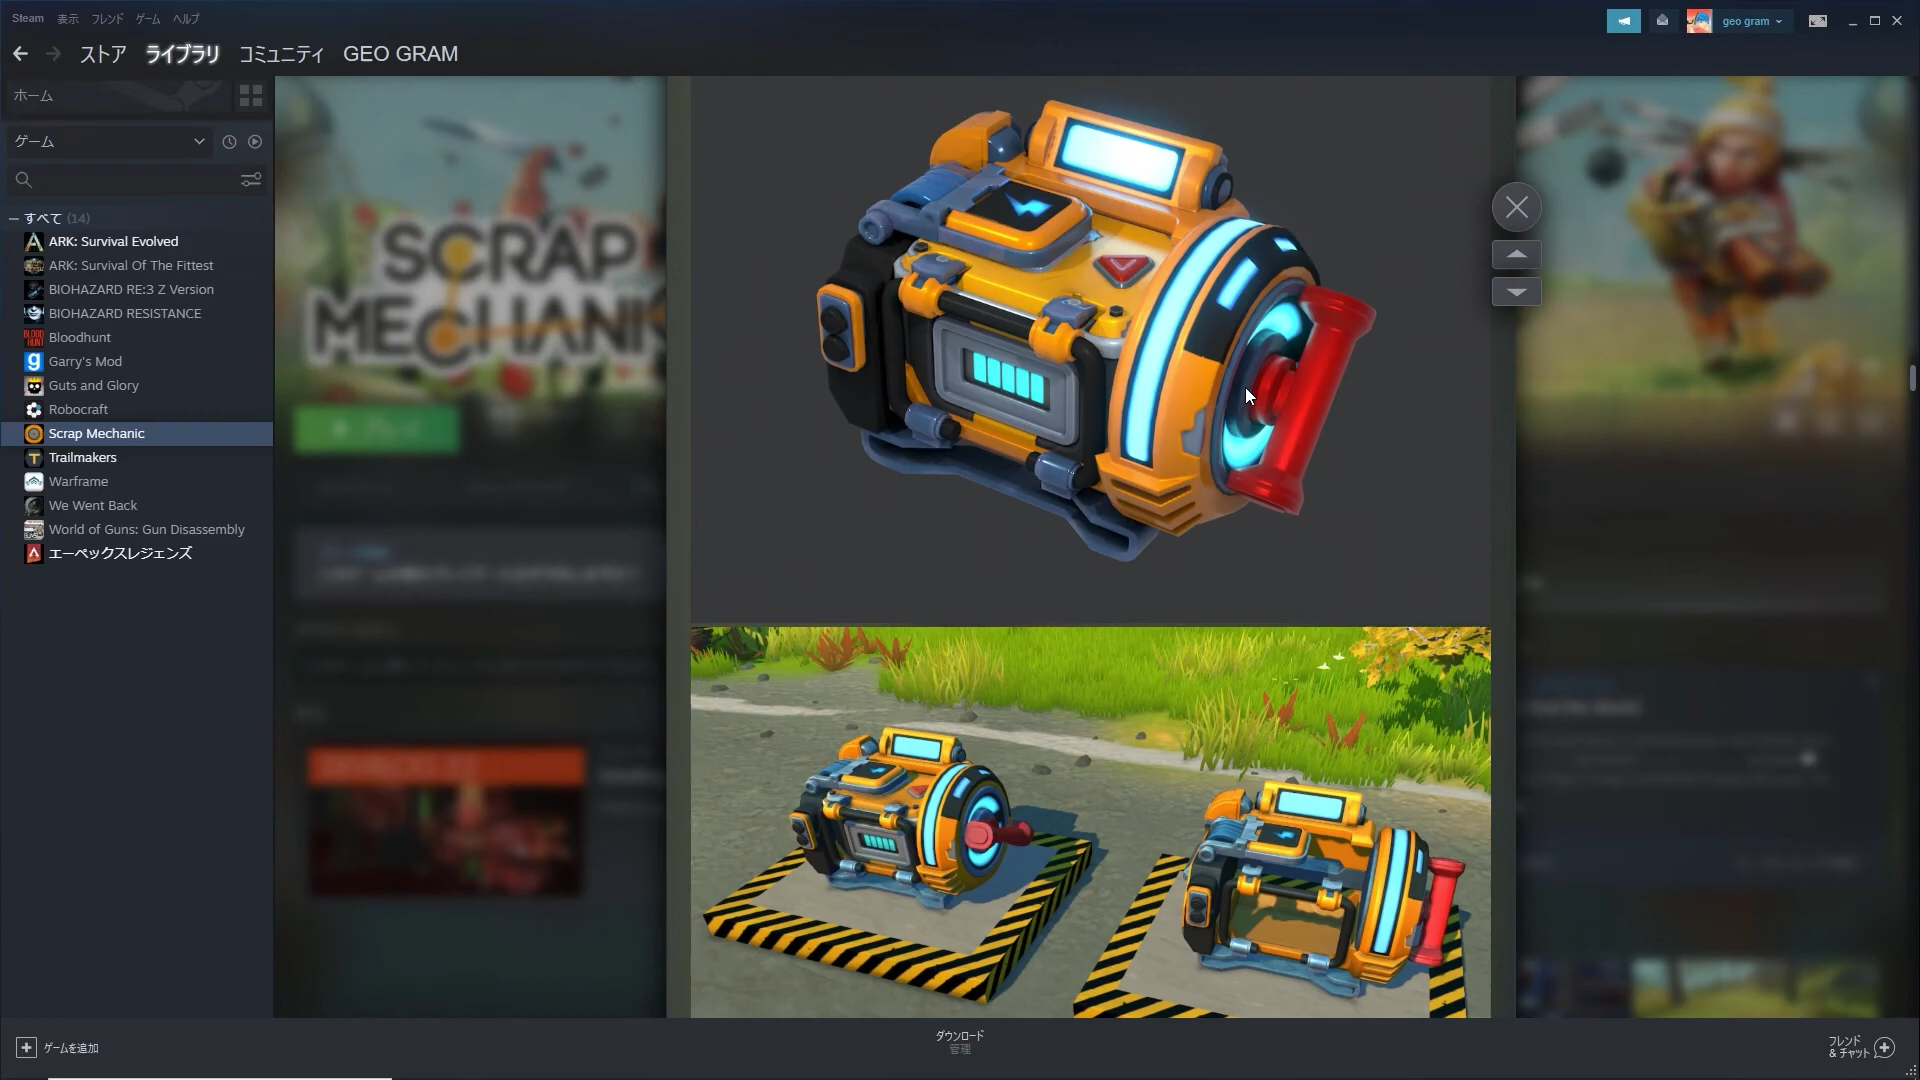 Steam 表示 フレンド ゲーム ヘルプ
geo gram
ストア ライブラリ コミュニティ GEO GRAM
ホーム
ゲーム
すべて (14)
ARK: Survival Evolved
ARK: Survival Of The Fittest
BIOHAZARD RE:3 Z Version
BIOHAZARD RESISTANCE
Bloodhunt
Garry's Mod
Guts and Glory
Robocraft
Scrap Mechanic
Trailmakers
Warframe
We Went Back
World of Guns: Gun Disassembly
エーペックスレジェンズ
SCRAP
MECHANIC
プレイ
ゲームを追加
ダウンロード
管理
フレンド
& チャット